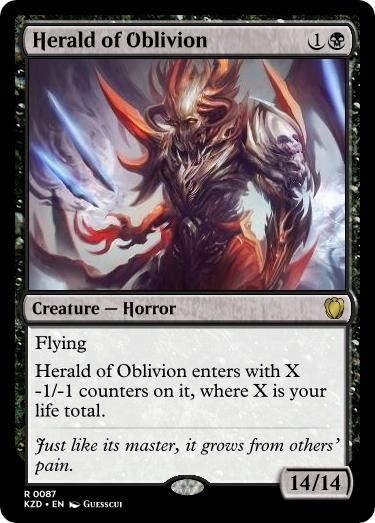 Herald of Oblivion 1
Creature — Horror
Flying
Herald of Oblivion enters with X
-1/-1 counters on it, where X is your
life total.
Just like its master, it grows from others'
pain.
14/14
R 0087
KZD • EN Guesscui